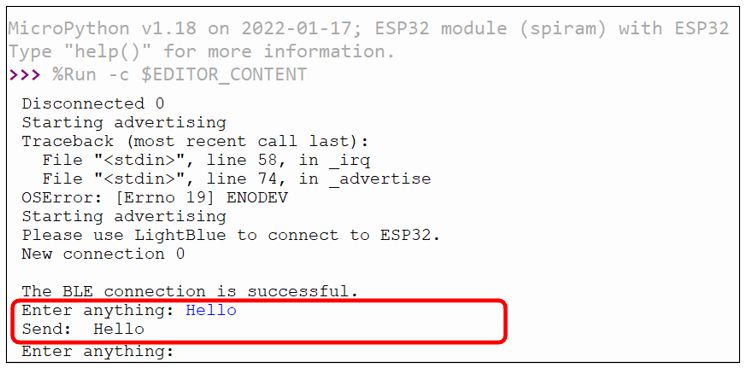 MicroPython v1.18 on 2022-01-17; ESP32 module (spiram) with ESP32
Type "help()" for more information.
>>> %Run -c $EDITOR_CONTENT
Disconnected 0
Starting advertising
Traceback (most recent call last):
  File "<stdin>", line 58, in _irq
  File "<stdin>", line 74, in _advertise
OSError: [Errno 19] ENODEV
Starting advertising
Please use LightBlue to connect to ESP32.
New connection 0
The BLE connection is successful.
Enter anything: Hello
Send:  Hello
Enter anything: